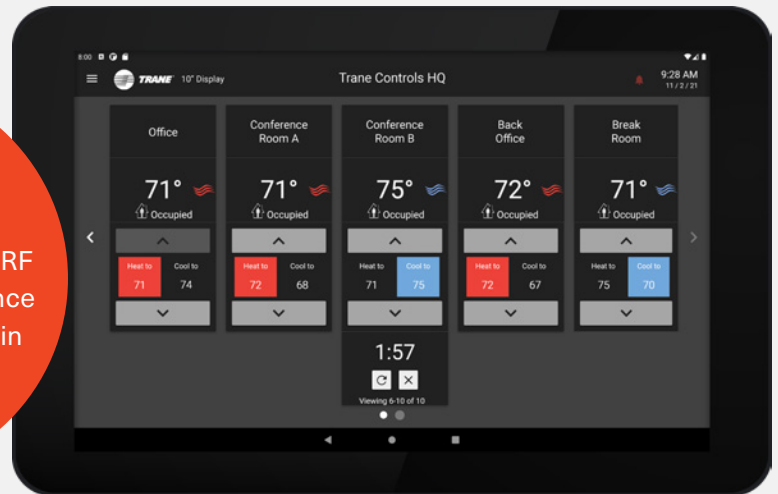 8:00
TRANE 10" Display
Trane Controls HQ
9:28 AM
11/2/21
Office
71°
Occupied
Heat to Cool to
71 74
Conference
Room A
71°
Occupied
Heat to Cool to
72 68
Conference
Room B
75°
Occupied
Heat to Cool to
71 75
1:57
Viewing 6-10 of 10
Back
Office
72°
Occupied
Heat to Cool to
72 67
Break
Room
71°
Occupied
Heat to Cool to
75 70
RF
nce
in